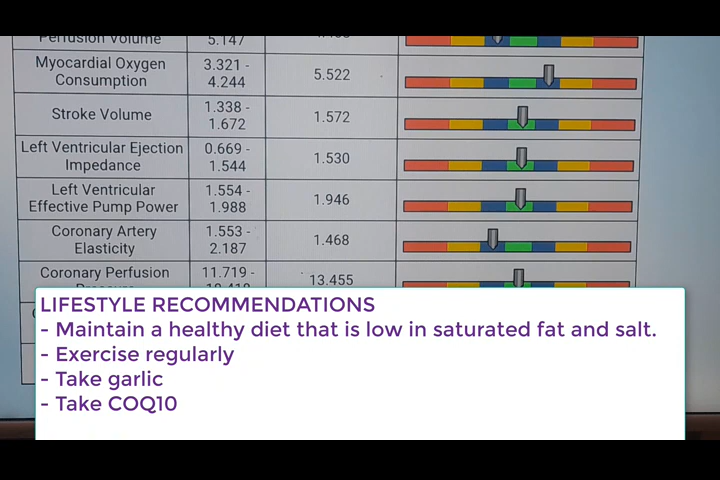 Perfusion Volume
5.147
Myocardial Oxygen
Consumption
3.321 -
4.244
5.522
Stroke Volume
1.338 -
1.672
1.572
Left Ventricular Ejection
Impedance
0.669 -
1.544
1.530
Left Ventricular
Effective Pump Power
1.554 -
1.988
1.946
Coronary Artery
Elasticity
1.553 -
2.187
1.468
Coronary Perfusion
11.719 -
13.455
LIFESTYLE RECOMMENDATIONS
- Maintain a healthy diet that is low in saturated fat and salt.
- Exercise regularly
- Take garlic
- Take COQ10